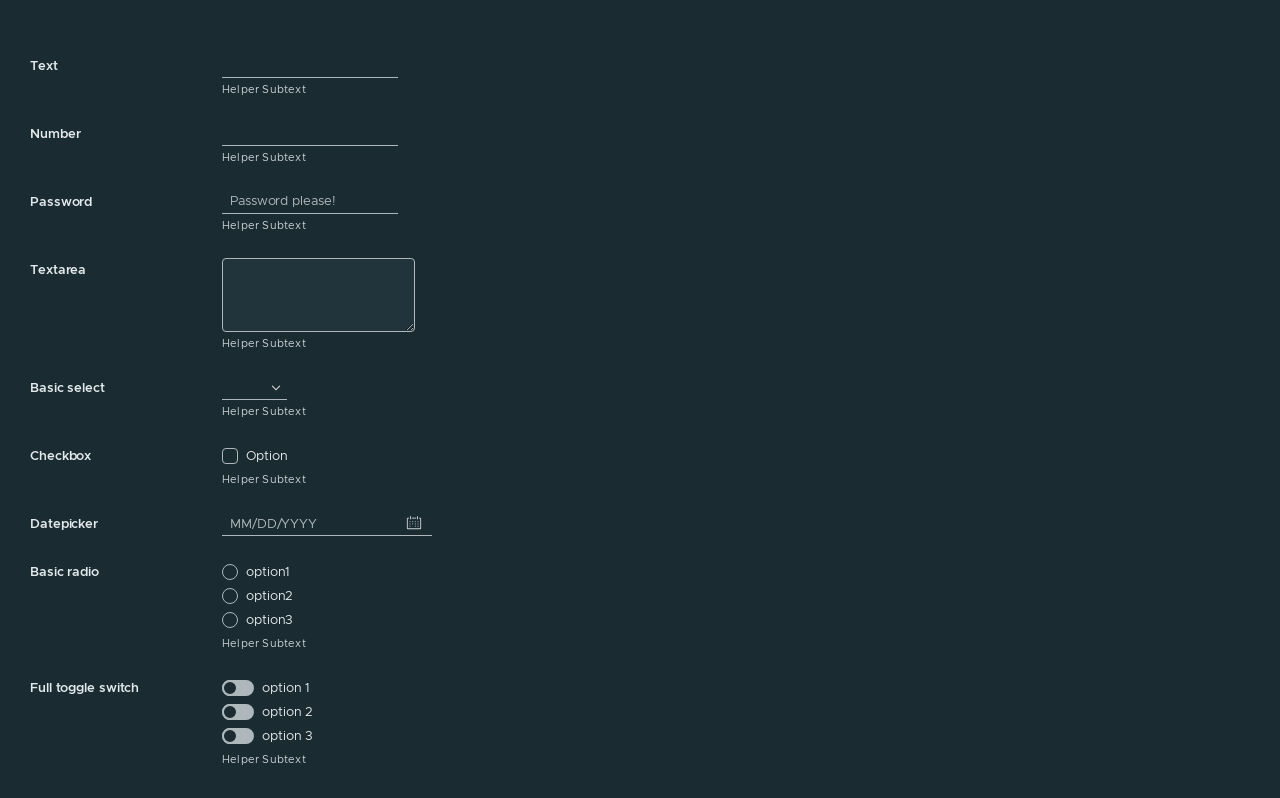 Text
Helper Subtext
Number
Helper Subtext
Password Password please!
Helper Subtext
Textarea
Helper Subtext
Basic select
Helper Subtext
Checkbox Option
Helper Subtext
Datepicker MM/DD/YYYY
Basic radio option1
option2
option3
Helper Subtext
Full toggle switch option 1
option 2
option 3
Helper Subtext